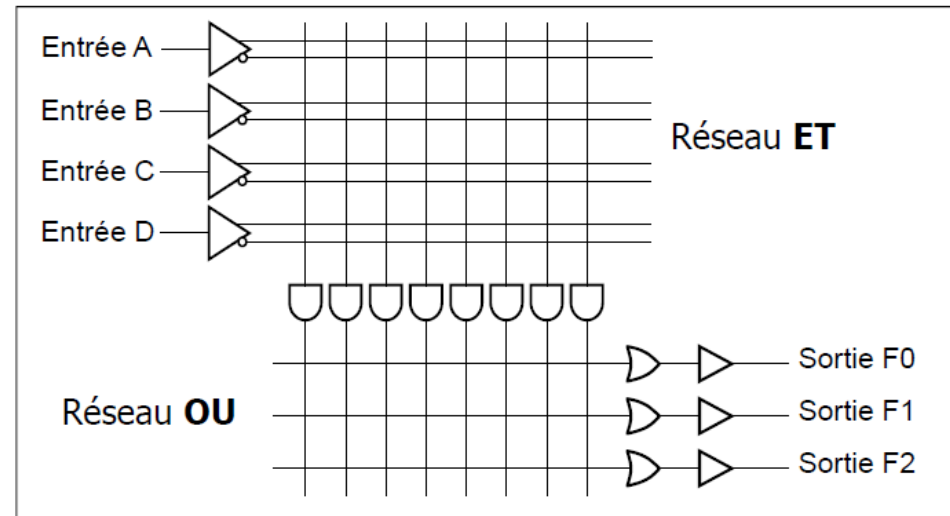 Entrée A
Entrée B
Réseau ET
Entrée C
Entrée D
Sortie F0
Réseau OU
Sortie F1
Sortie F2